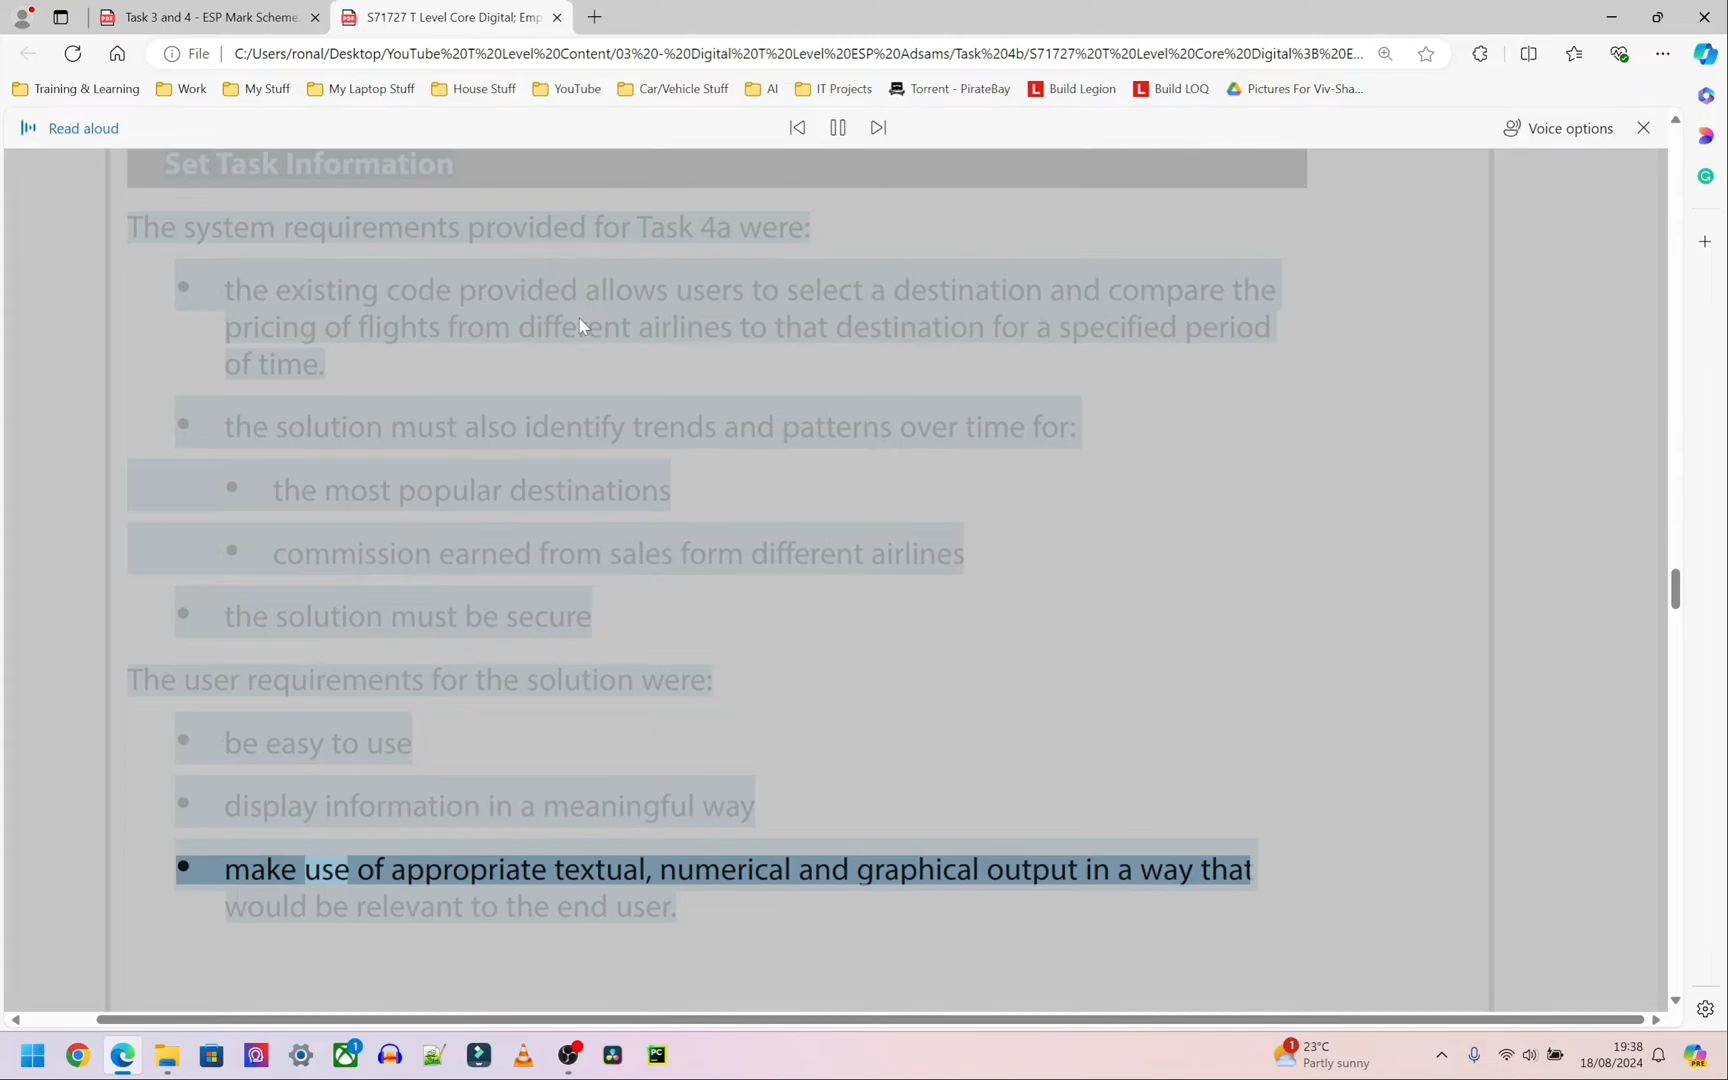 Task 3 and 4 - ESP Mark Scheme.
S71727 T Level Core Digital; Emp
File
C:/Users/ronal/Desktop/YouTube%20T%20Level%20Content/03%20-%20Digital%20T%20Level%20ESP%20Adsams/Task%204b/S71727%20T%20Level%20Core%20Digital%3B%20E...
Training & Learning
Work
My Stuff
My Laptop Stuff
House Stuff
YouTube
Car/Vehicle Stuff
AI
IT Projects
Torrent - PirateBay
Build Legion
Build LOQ
Pictures For Viv-Sha...
Read aloud
Voice options
Set Task Information
The system requirements provided for Task 4a were:
• the existing code provided allows users to select a destination and compare the
pricing of flights from different airlines to that destination for a specified period
of time.
• the solution must also identify trends and patterns over time for:
• the most popular destinations
• commission earned from sales form different airlines
• the solution must be secure
The user requirements for the solution were:
• be easy to use
• display information in a meaningful way
• make use of appropriate textual, numerical and graphical output in a way that
would be relevant to the end user.
1
PC
1
23°C
Partly sunny
19:38
18/08/2024
PRE